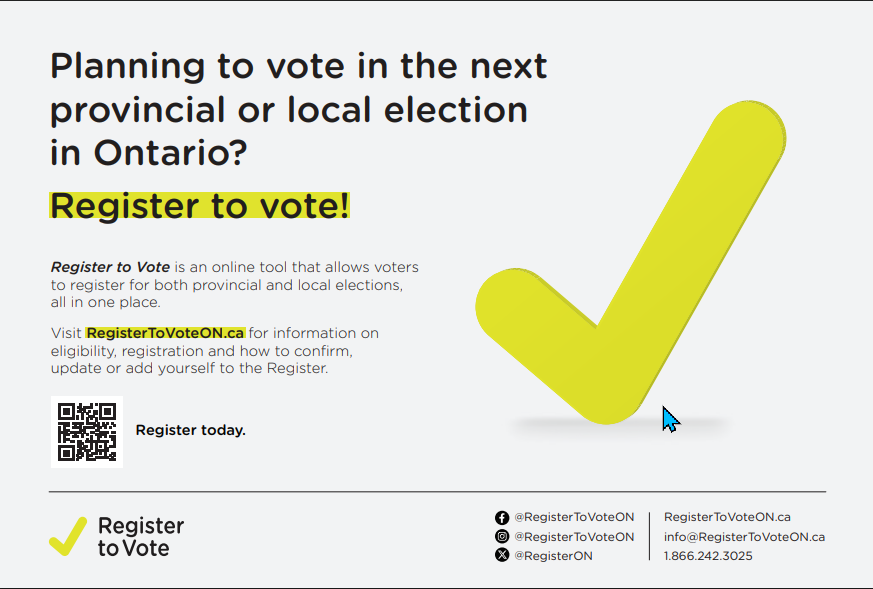 Planning to vote in the next
provincial or local election
in Ontario?
Register to vote!
Register to Vote is an online tool that allows voters
to register for both provincial and local elections,
all in one place.
Visit RegisterToVoteON.ca for information on
eligibility, registration and how to confirm,
update or add yourself to the Register.
Register today.
Register
to Vote
@RegisterToVoteON
@RegisterToVoteON
@RegisterON
RegisterToVoteON.ca
info@RegisterToVoteON.ca
1.866.242.3025